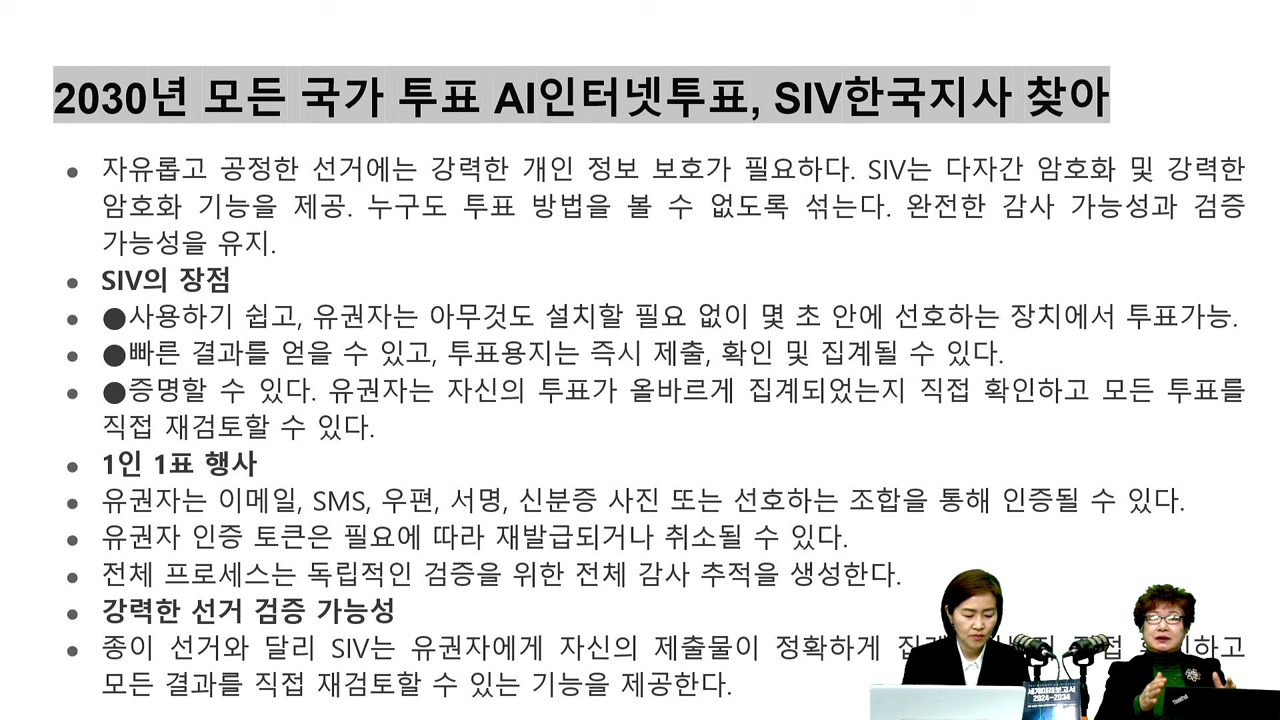 2030년 모든 국가 투표 AI인터넷투표, SIV한국지사 찾아
● 자유롭고 공정한 선거에는 강력한 개인 정보 보호가 필요하다. SIV는 다자간 암호화 및 강력한
암호화 기능을 제공. 누구도 투표 방법을 볼 수 없도록 섞는다. 완전한 감사 가능성과 검증
가능성을 유지.
● SIV의 장점
● ●사용하기 쉽고, 유권자는 아무것도 설치할 필요 없이 몇 초 안에 선호하는 장치에서 투표가능.
● ●빠른 결과를 얻을 수 있고, 투표용지는 즉시 제출, 확인 및 집계될 수 있다.
● ●증명할 수 있다. 유권자는 자신의 투표가 올바르게 집계되었는지 직접 확인하고 모든 투표를
직접 재검토할 수 있다.
● 1인 1표 행사
● 유권자는 이메일, SMS, 우편, 서명, 신분증 사진 또는 선호하는 조합을 통해 인증될 수 있다.
● 유권자 인증 토큰은 필요에 따라 재발급되거나 취소될 수 있다.
● 전체 프로세스는 독립적인 검증을 위한 전체 감사 추적을 생성한다.
● 강력한 선거 검증 가능성
● 종이 선거와 달리 SIV는 유권자에게 자신의 제출물이 정확하게
모든 결과를 직접 재검토할 수 있는 기능을 제공한다.
세계미래보고서
2024-2034
ThinkPad